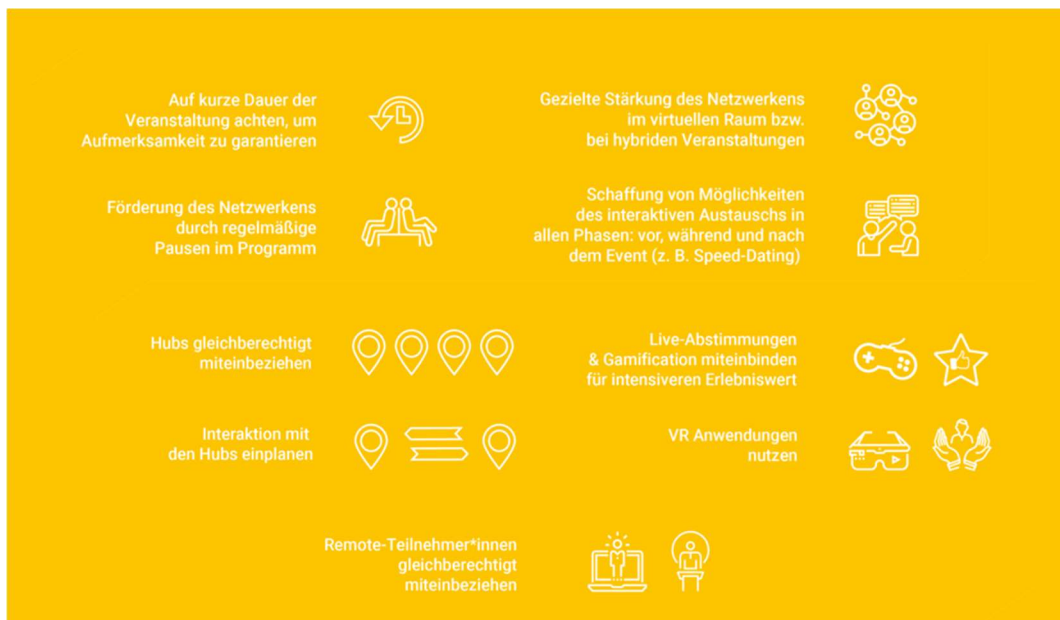 Auf kurze Dauer der
Veranstaltung achten, um
Aufmerksamkeit zu garantieren
Gezielte Stärkung des Netzwerkens
im virtuellen Raum bzw.
bei hybriden Veranstaltungen
Förderung des Netzwerkens
durch regelmäßige
Pausen im Programm
Schaffung von Möglichkeiten
des interaktiven Austauschs in
allen Phasen: vor, während und nach
dem Event (z. B. Speed-Dating)
Hubs gleichberechtigt
miteinbeziehen
Live-Abstimmungen
& Gamification miteinbinden
für intensiveren Erlebniswert
Interaktion mit
den Hubs einplanen
VR Anwendungen
nutzen
Remote-Teilnehmer*innen
gleichberechtigt
miteinbeziehen